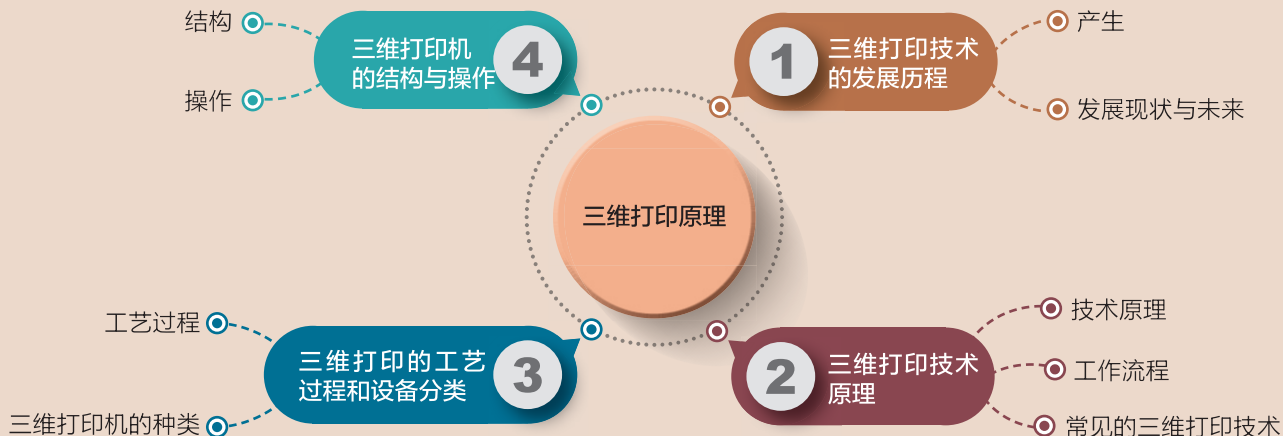 三维打印原理
1
三维打印技术
的发展历程
产生
发展现状与未来
2
三维打印技术
原理
技术原理
工作流程
常见的三维打印技术
3
三维打印的工艺
过程和设备分类
工艺过程
三维打印机的种类
4
三维打印机
的结构与操作
结构
操作